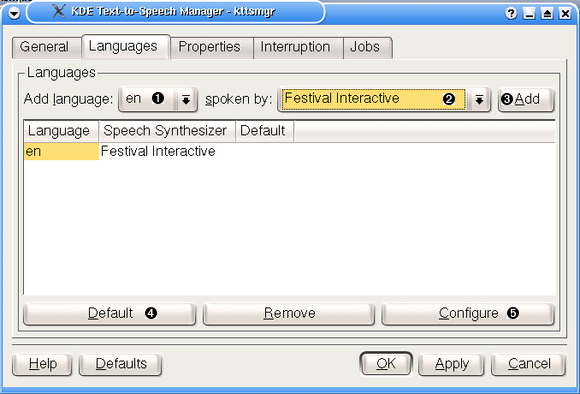 KDE Text-to-Speech Manager - kttsmgr
General Languages Properties Interruption Jobs
Languages
Add language: en ❶ spoken by: Festival Interactive ❷ ❸ Add
Language Speech Synthesizer Default
en Festival Interactive
Default ❹ Remove Configure ❺
Help Defaults OK Apply Cancel